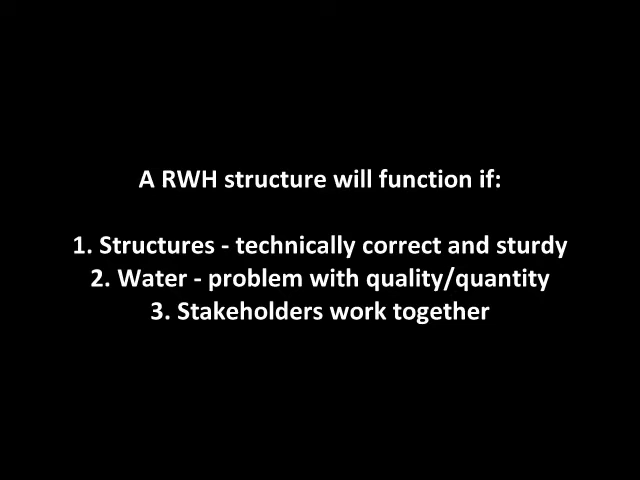 A RWH structure will function if:
1. Structures - technically correct and sturdy
2. Water - problem with quality/quantity
3. Stakeholders work together